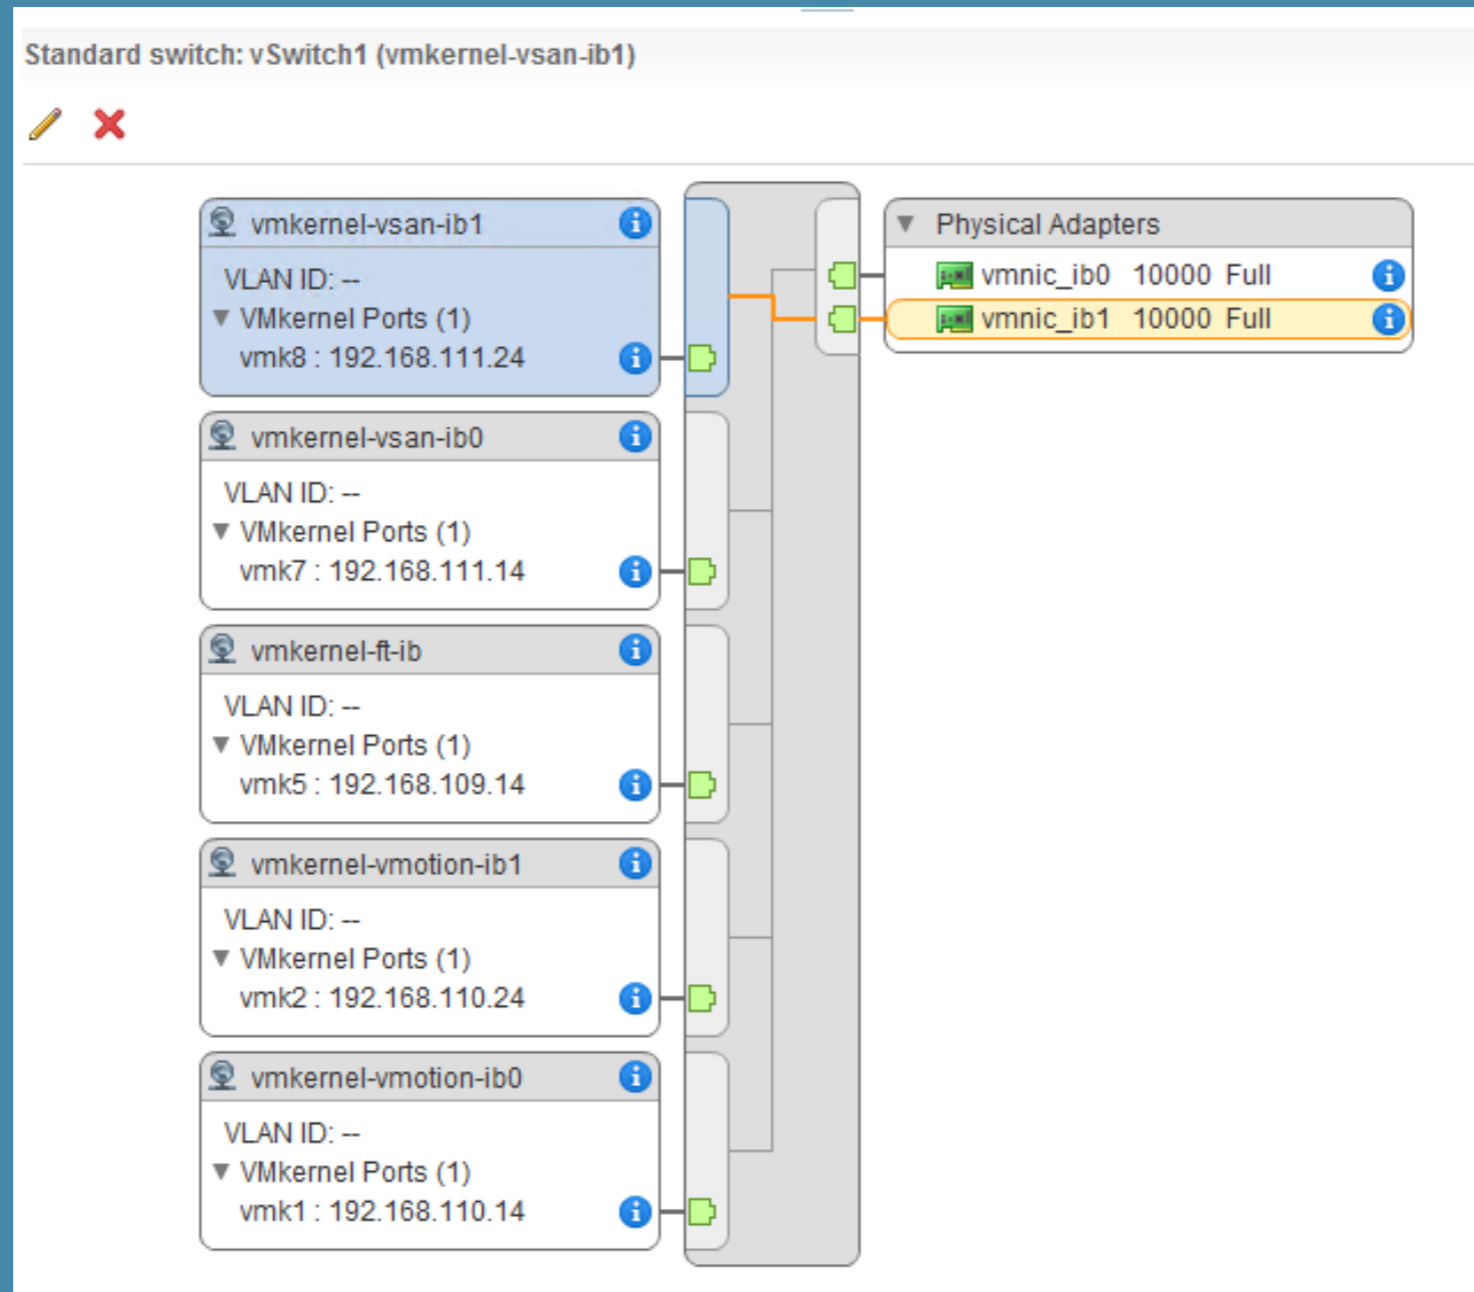 Standard switch: vSwitch1 (vmkernel-vsan-ib1)
vmkernel-vsan-ib1
VLAN ID: --
VMkernel Ports (1)
vmk8 : 192.168.111.24
vmkernel-vsan-ib0
VLAN ID: --
VMkernel Ports (1)
vmk7 : 192.168.111.14
vmkernel-ft-ib
VLAN ID: --
VMkernel Ports (1)
vmk5 : 192.168.109.14
vmkernel-vmotion-ib1
VLAN ID: --
VMkernel Ports (1)
vmk2 : 192.168.110.24
vmkernel-vmotion-ib0
VLAN ID: --
VMkernel Ports (1)
vmk1 : 192.168.110.14
Physical Adapters
vmnic_ib0 10000 Full
vmnic_ib1 10000 Full